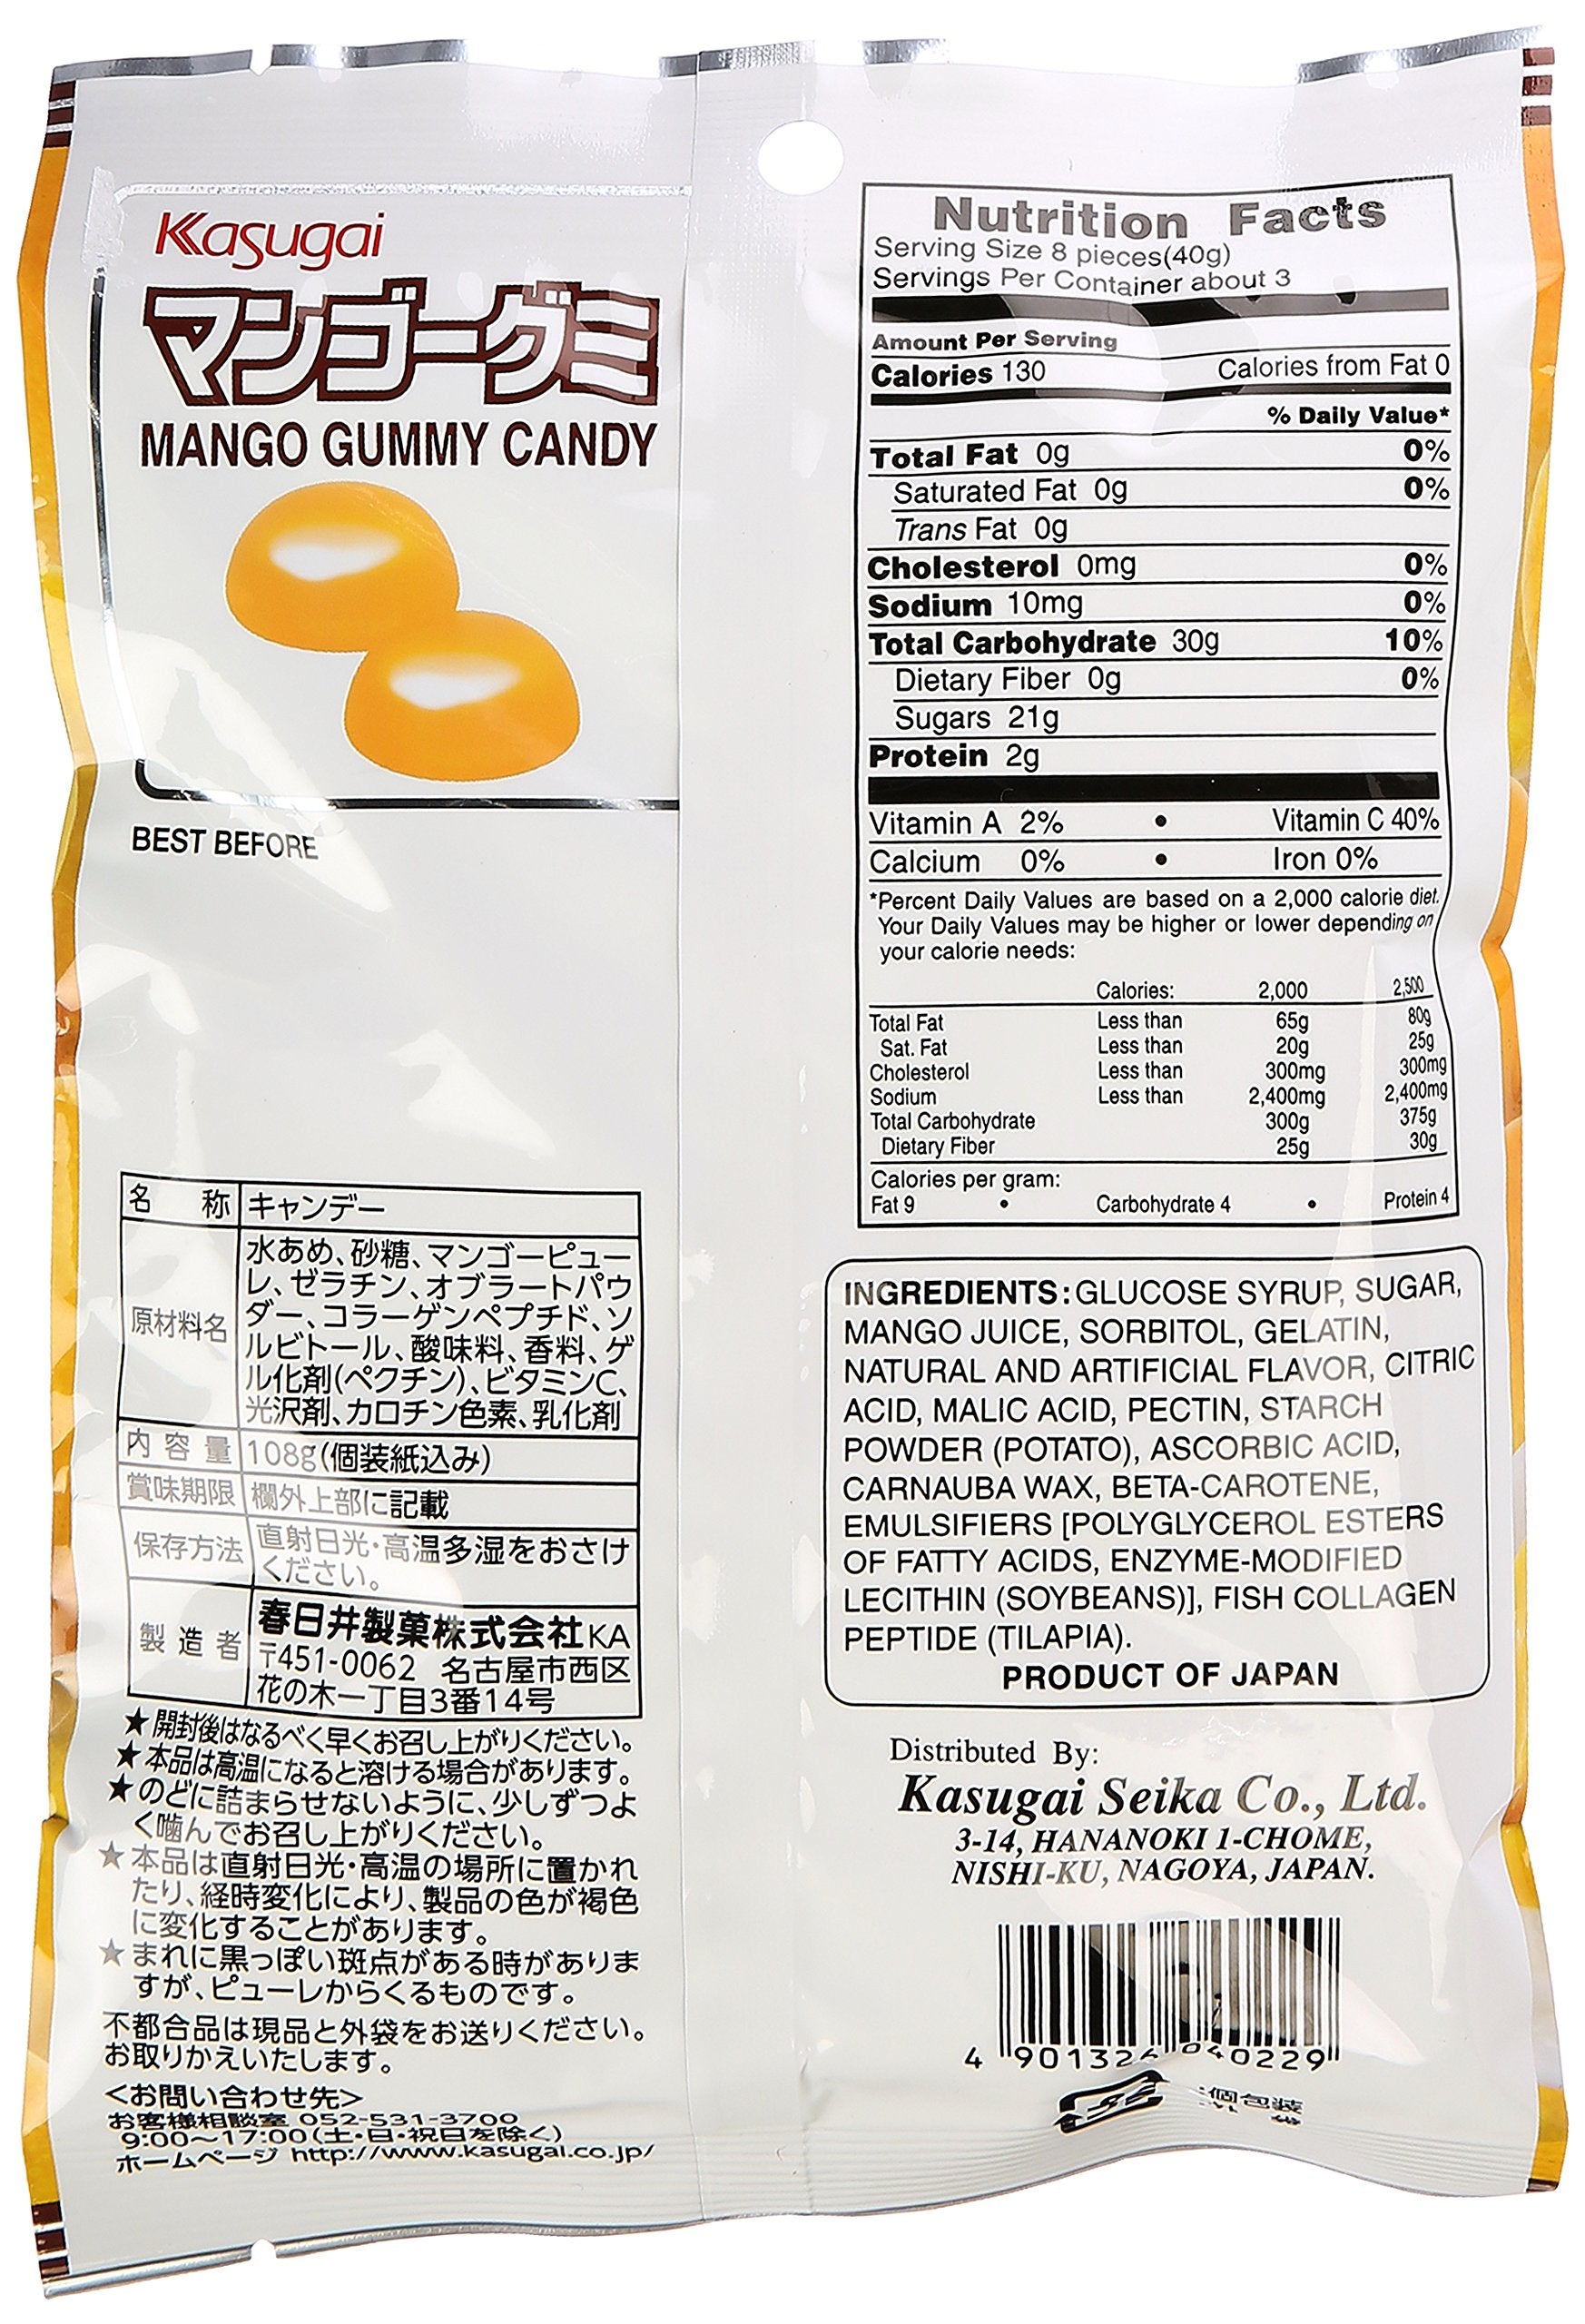 Kasugai
マンゴーグミ
MANGO GUMMY CANDY
BEST BEFORE
名 称 キャンデー
原材料名
水あめ、砂糖、マンゴーピュー
レ、ゼラチン、オブラートパウ
ダー、コラーゲンペプチド、ソ
ルビトール、酸味料、香料、ゲ
ル化剤(ペクチン)、ビタミンC、
光沢剤、カロチン色素、乳化剤
内容量 108g(個装紙込み)
賞味期限 欄外上部に記載
保存方法 直射日光・高温多湿をおさけ
ください。
製造者
春日井製菓株式会社KA
〒451-0062 名古屋市西区
花の木一丁目3番14号
★開封後はなるべく早くお召し上がりください。
★本品は高温になると溶ける場合があります。
★のどに詰まらせないように、少しずつよ
く噛んでお召し上がりください。
★本品は直射日光・高温の場所に置かれ
たり、経時変化により、製品の色が褐色
に変化することがあります。
★まれに黒っぽい斑点がある時がありま
すが、ピューレからくるものです。
不都合品は現品と外袋をお送りください。
お取りかえいたします。
<お問い合わせ先>
お客様相談室 052-531-3700
9:00～17:00(土・日・祝日を除く)
ホームページ http://www.kasugai.co.jp/
Nutrition Facts
Serving Size 8 pieces(40g)
Servings Per Container about 3
Amount Per Serving
Calories 130 Calories from Fat 0
% Daily Value*
Total Fat 0g 0%
Saturated Fat 0g 0%
Trans Fat 0g
Cholesterol 0mg 0%
Sodium 10mg 0%
Total Carbohydrate 30g 10%
Dietary Fiber 0g 0%
Sugars 21g
Protein 2g
Vitamin A 2% • Vitamin C 40%
Calcium 0% • Iron 0%
*Percent Daily Values are based on a 2,000 calorie diet.
Your Daily Values may be higher or lower depending on
your calorie needs:
Calories: 2,000 2,500
Total Fat Less than 65g 80g
Sat. Fat Less than 20g 25g
Cholesterol Less than 300mg 300mg
Sodium Less than 2,400mg 2,400mg
Total Carbohydrate 300g 375g
Dietary Fiber 25g 30g
Calories per gram:
Fat 9 • Carbohydrate 4 • Protein 4
INGREDIENTS:GLUCOSE SYRUP, SUGAR,
MANGO JUICE, SORBITOL, GELATIN,
NATURAL AND ARTIFICIAL FLAVOR, CITRIC
ACID, MALIC ACID, PECTIN, STARCH
POWDER (POTATO), ASCORBIC ACID,
CARNAUBA WAX, BETA-CAROTENE,
EMULSIFIERS [POLYGLYCEROL ESTERS
OF FATTY ACIDS, ENZYME-MODIFIED
LECITHIN (SOYBEANS)], FISH COLLAGEN
PEPTIDE (TILAPIA).
PRODUCT OF JAPAN
Distributed By:
Kasugai Seika Co., Ltd.
3-14, HANANOKI 1-CHOME,
NISHI-KU, NAGOYA, JAPAN.
4 901326 040229
個包装